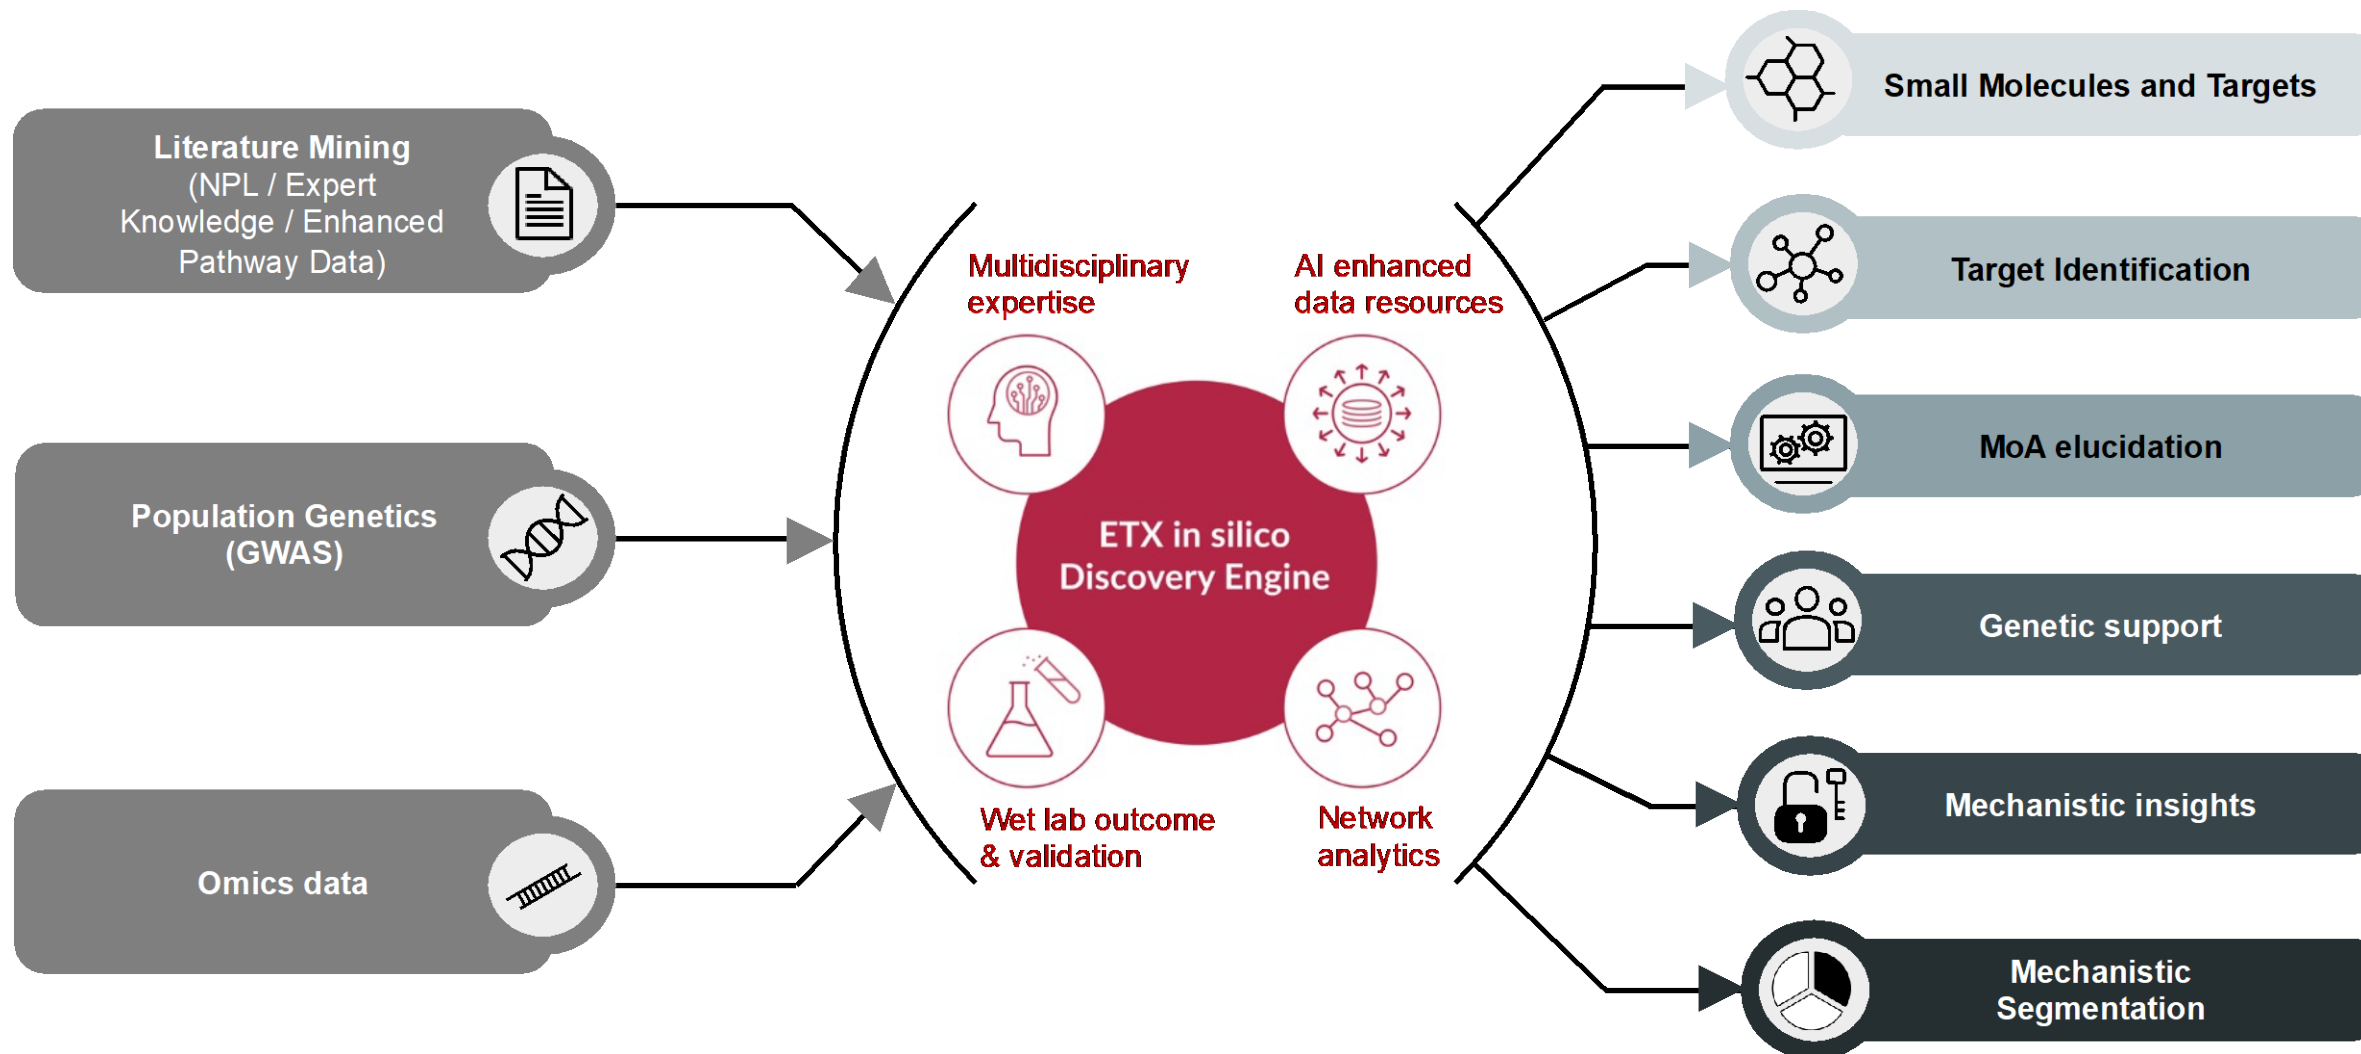 Literature Mining
(NPL / Expert
Knowledge / Enhanced
Pathway Data)
Population Genetics
(GWAS)
Omics data
Multidisciplinary
expertise
AI enhanced
data resources
ETX in silico
Discovery Engine
Wet lab outcome
& validation
Network
analytics
Small Molecules and Targets
Target Identification
MoA elucidation
Genetic support
Mechanistic insights
Mechanistic
Segmentation